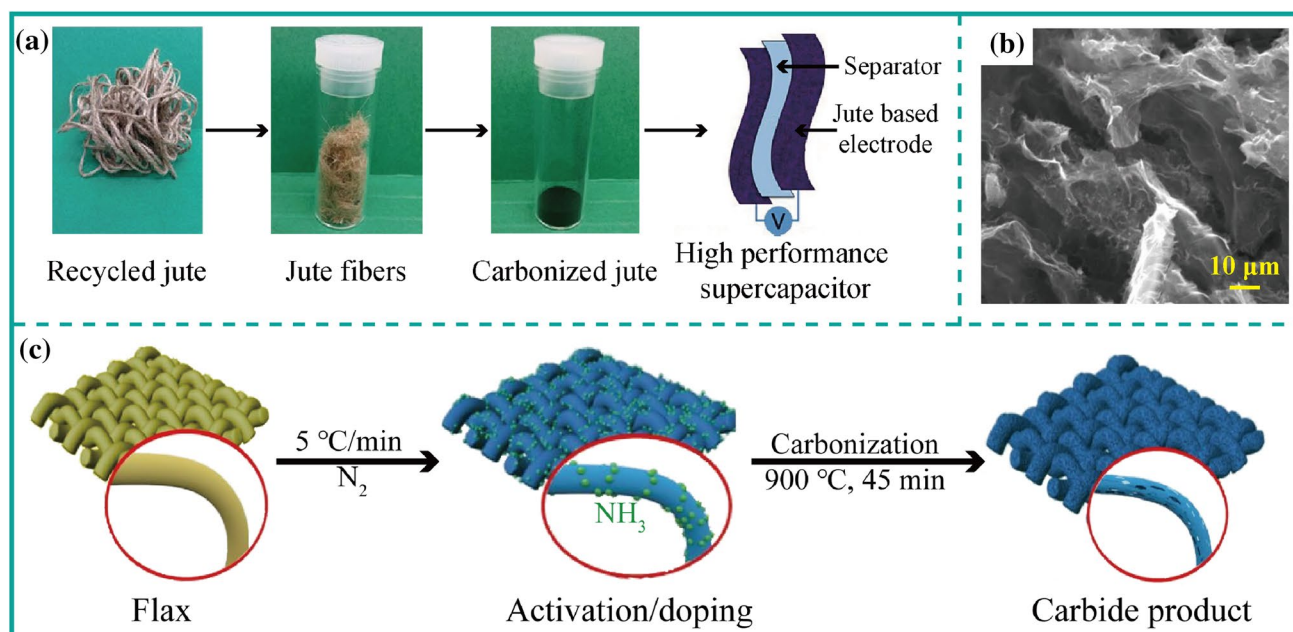 (a)
Separator
Jute based
electrode
V
Recycled jute
Jute fibers
Carbonized jute
High performance
supercapacitor
(b)
10 μm
(c)
5 °C/min
N₂
NH₃
Carbonization
900 °C, 45 min
Flax
Activation/doping
Carbide product